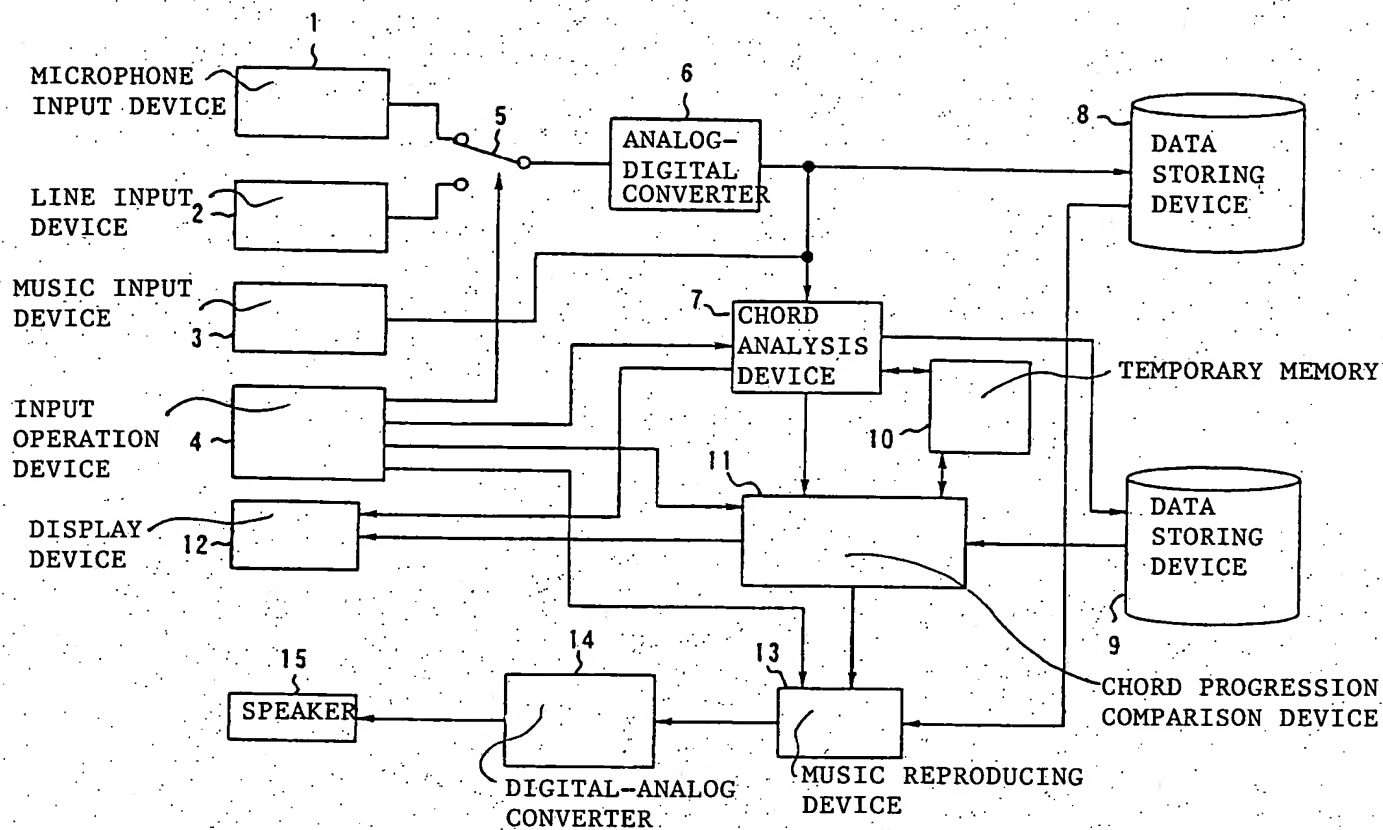 1
MICROPHONE
INPUT DEVICE
5
6
ANALOG-
DIGITAL
CONVERTER
8
DATA
STORING
DEVICE
LINE INPUT
DEVICE
2
MUSIC INPUT
DEVICE
3
7
CHORD
ANALYSIS
DEVICE
TEMPORARY MEMORY
10
INPUT
OPERATION
DEVICE
4
11
DATA
STORING
DEVICE
9
DISPLAY
DEVICE
12
CHORD PROGRESSION
COMPARISON DEVICE
15
SPEAKER
14
DIGITAL-ANALOG
CONVERTER
13
MUSIC REPRODUCING
DEVICE